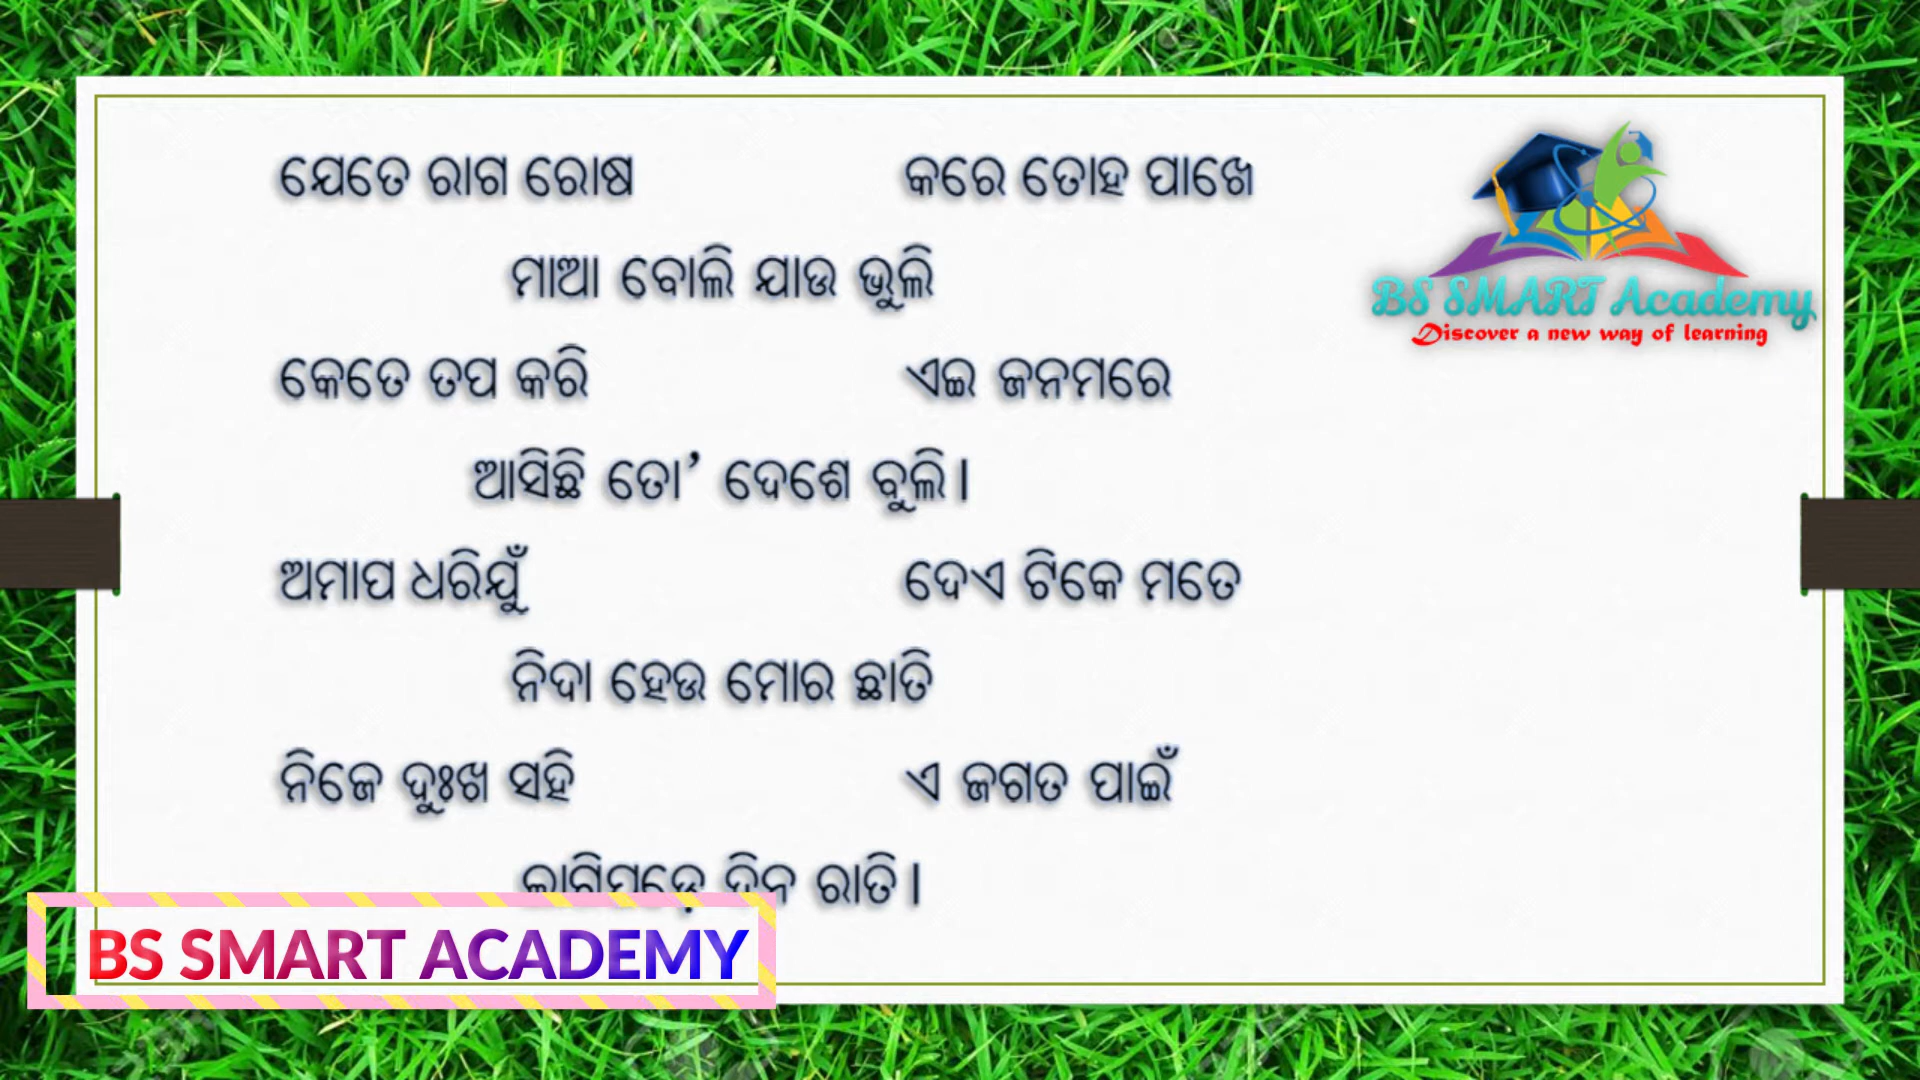 ଯେତେ ରାଗ ରୋଷ କରେ ତୋହ ପାଖେ
ମାଆ ବୋଲି ଯାଉ ଭୁଲି
କେତେ ତପ କରି ଏଇ ଜନମରେ
ଆସିଛି ତୋ’ ଦେଶେ ବୁଲି।
ଅମାପ ଧରିଯୁଁ ଦେଏ ଟିକେ ମତେ
ନିଦା ହେଉ ମୋର ଛାତି
ନିଜେ ଦୁଃଖ ସହି ଏ ଜଗତ ପାଇଁ
ଲାଗିପଡ଼େ ଦିନ ରାତି।
BS SMART Academy
Discover a new way of learning
BS SMART ACADEMY